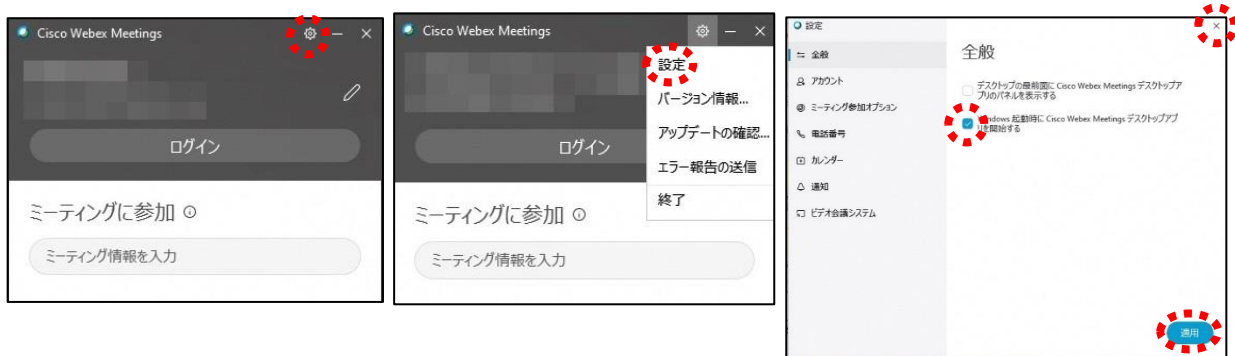 Cisco Webex Meetings
ログイン
ミーティングに参加
ミーティング情報を入力
Cisco Webex Meetings
設定
バージョン情報...
アップデートの確認...
エラー報告の送信
終了
ログイン
ミーティングに参加
ミーティング情報を入力
設定
全般
アカウント
ミーティング参加オプション
電話番号
カレンダー
通知
ビデオ会議システム
全般
デスクトップの最前面に Cisco Webex Meetings デスクトップア
プリのパネルを表示する
Windows 起動時に Cisco Webex Meetings デスクトップアプ
リを開始する
適用